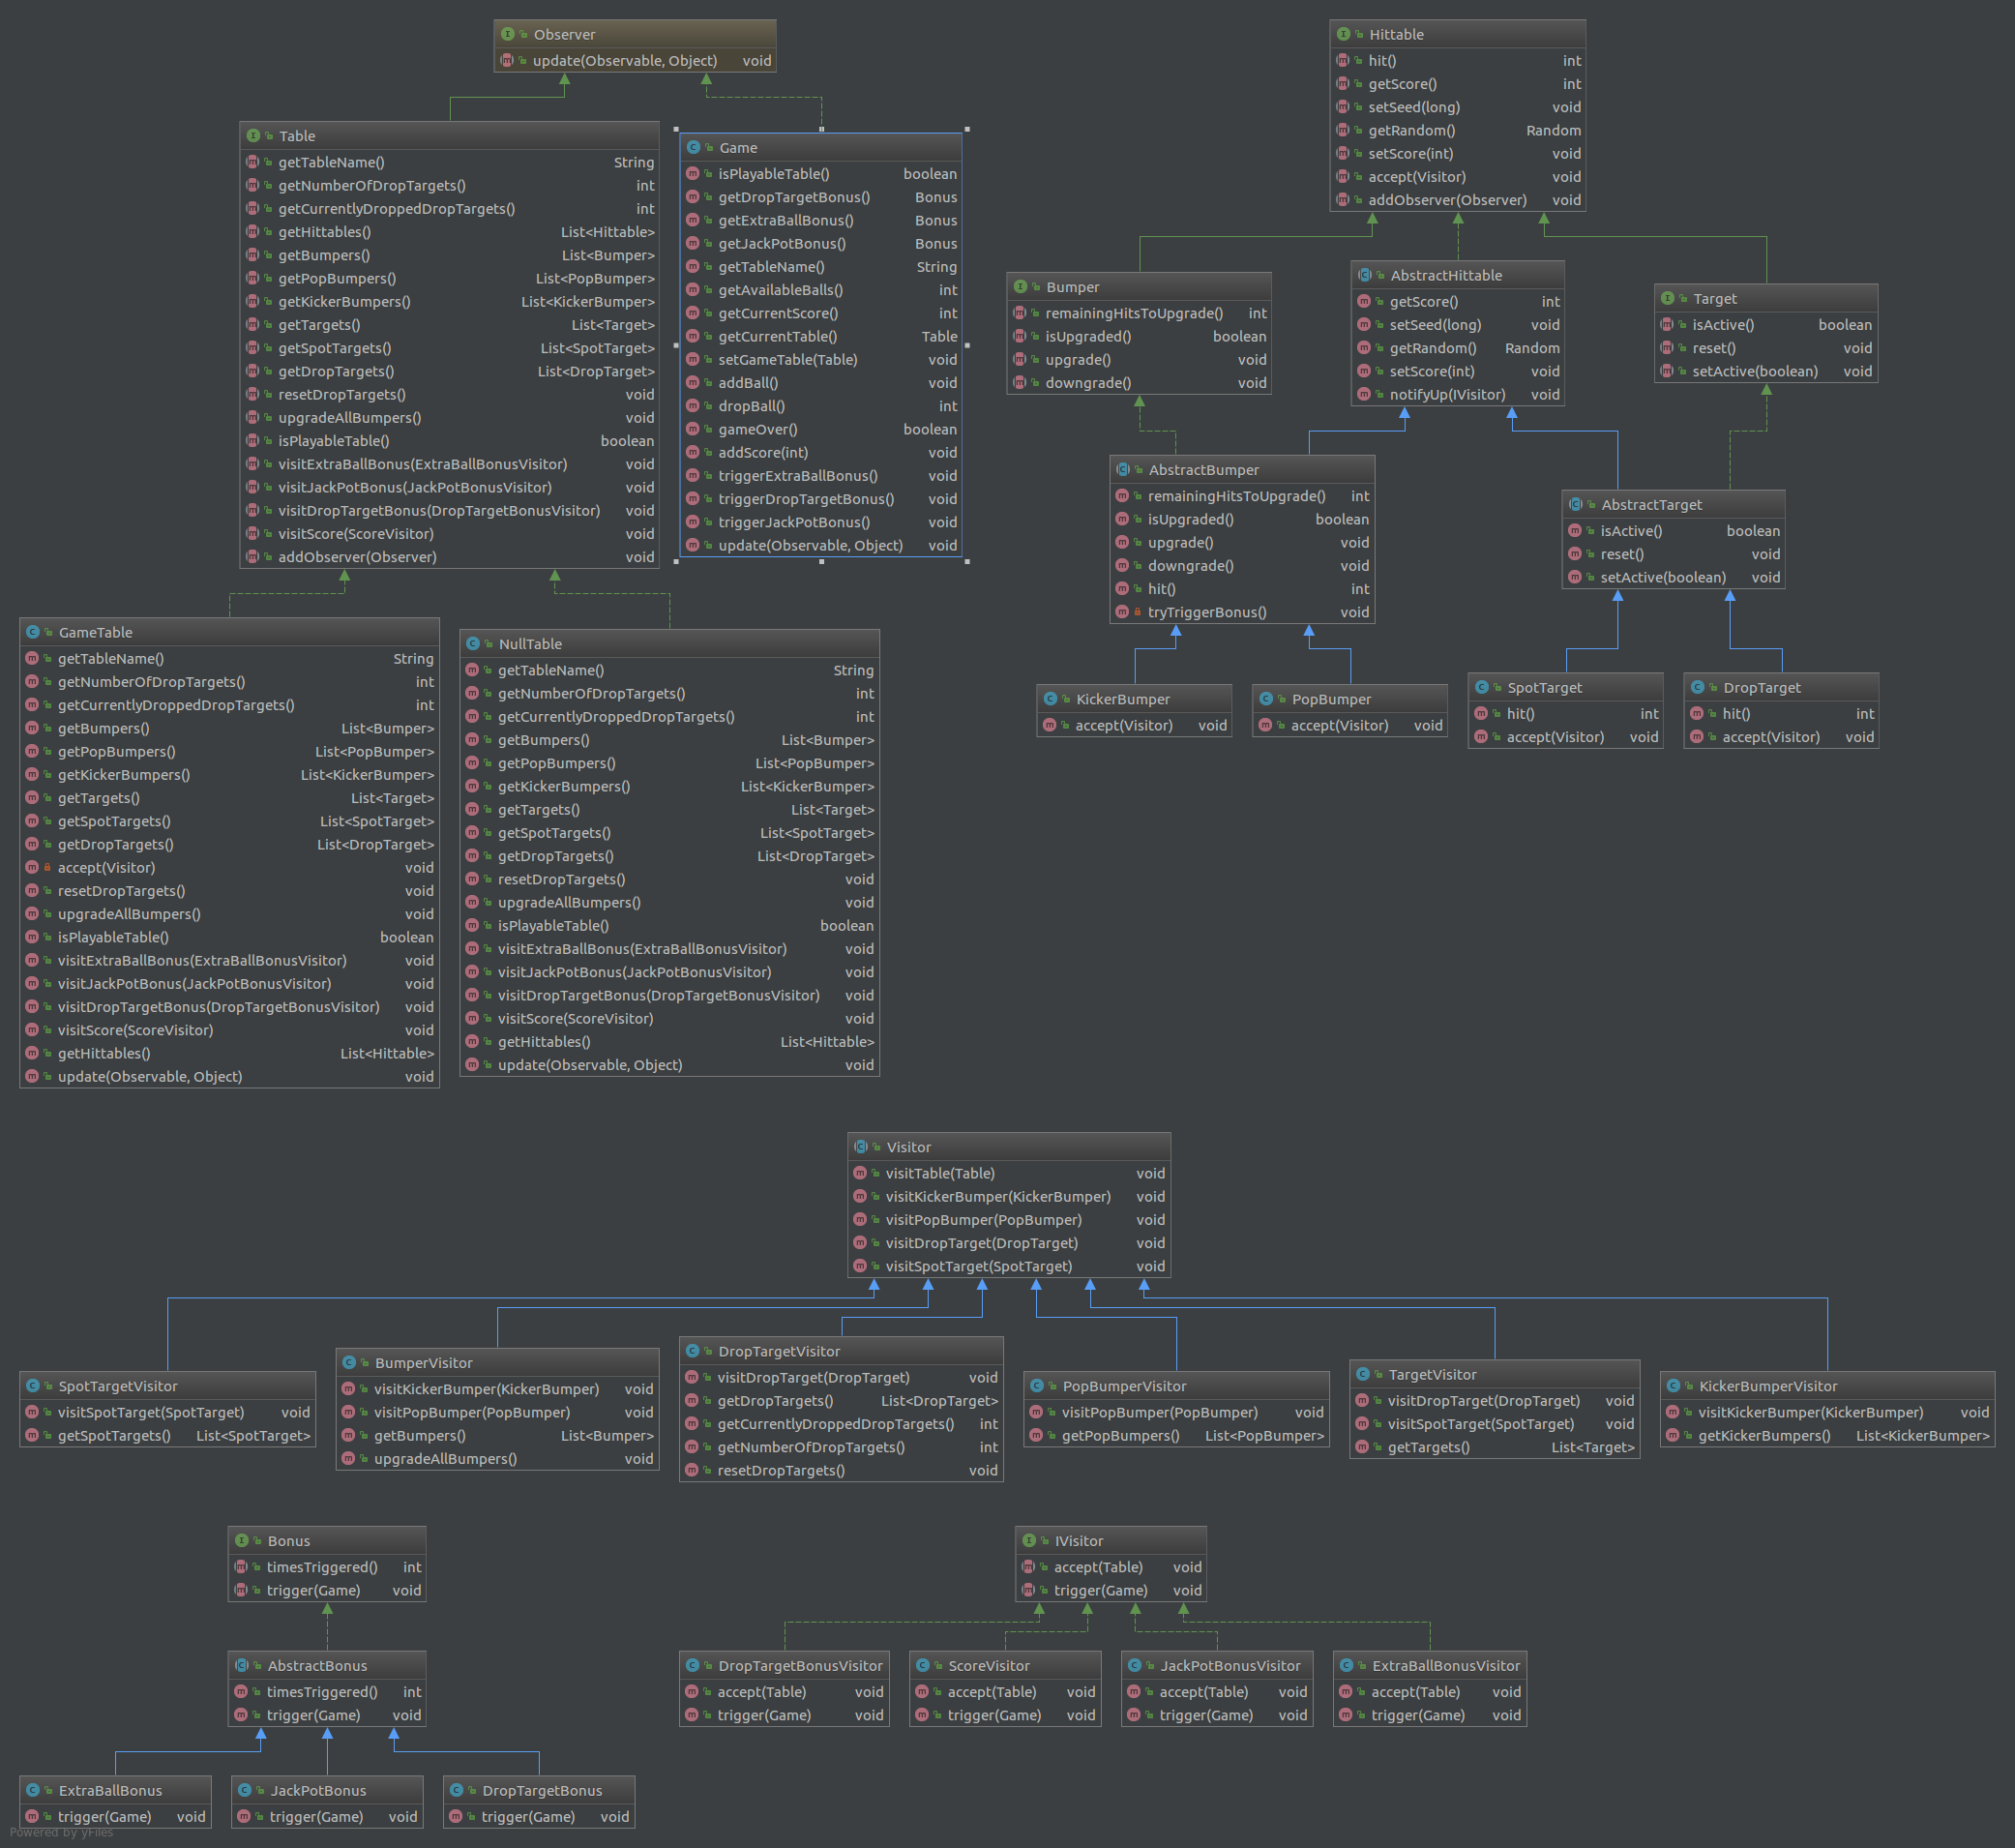 Observer
update(Observable, Object) void
Hittable
hit() int
getScore() int
setSeed(long) void
getRandom() Random
setScore(int) void
accept(Visitor) void
addObserver(Observer) void
Table
getTableName() String
getNumberOfDropTargets() int
getCurrentlyDroppedDropTargets() int
getHittables() List<Hittable>
getBumpers() List<Bumper>
getPopBumpers() List<PopBumper>
getKickerBumpers() List<KickerBumper>
getTargets() List<Target>
getSpotTargets() List<SpotTarget>
getDropTargets() List<DropTarget>
resetDropTargets() void
upgradeAllBumpers() void
isPlayableTable() boolean
visitExtraBallBonus(ExtraBallBonusVisitor) void
visitJackPotBonus(JackPotBonusVisitor) void
visitDropTargetBonus(DropTargetBonusVisitor) void
visitScore(ScoreVisitor) void
addObserver(Observer) void
Game
isPlayableTable() boolean
getDropTargetBonus() Bonus
getExtraBallBonus() Bonus
getJackPotBonus() Bonus
getTableName() String
getAvailableBalls() int
getCurrentScore() int
getCurrentTable() Table
setGameTable(Table) void
addBall() void
dropBall() int
gameOver() boolean
addScore(int) void
triggerExtraBallBonus() void
triggerDropTargetBonus() void
triggerJackPotBonus() void
update(Observable, Object) void
Bumper
remainingHitsToUpgrade() int
isUpgraded() boolean
upgrade() void
downgrade() void
AbstractHittable
getScore() int
setSeed(long) void
getRandom() Random
setScore(int) void
notifyUp(IVisitor) void
Target
isActive() boolean
reset() void
setActive(boolean) void
AbstractBumper
remainingHitsToUpgrade() int
isUpgraded() boolean
upgrade() void
downgrade() void
hit() int
tryTriggerBonus() void
AbstractTarget
isActive() boolean
reset() void
setActive(boolean) void
GameTable
getTableName() String
getNumberOfDropTargets() int
getCurrentlyDroppedDropTargets() int
getBumpers() List<Bumper>
getPopBumpers() List<PopBumper>
getKickerBumpers() List<KickerBumper>
getTargets() List<Target>
getSpotTargets() List<SpotTarget>
getDropTargets() List<DropTarget>
accept(Visitor) void
resetDropTargets() void
upgradeAllBumpers() void
isPlayableTable() boolean
visitExtraBallBonus(ExtraBallBonusVisitor) void
visitJackPotBonus(JackPotBonusVisitor) void
visitDropTargetBonus(DropTargetBonusVisitor) void
visitScore(ScoreVisitor) void
getHittables() List<Hittable>
update(Observable, Object) void
NullTable
getTableName() String
getNumberOfDropTargets() int
getCurrentlyDroppedDropTargets() int
getBumpers() List<Bumper>
getPopBumpers() List<PopBumper>
getKickerBumpers() List<KickerBumper>
getTargets() List<Target>
getSpotTargets() List<SpotTarget>
getDropTargets() List<DropTarget>
resetDropTargets() void
upgradeAllBumpers() void
isPlayableTable() boolean
visitExtraBallBonus(ExtraBallBonusVisitor) void
visitJackPotBonus(JackPotBonusVisitor) void
visitDropTargetBonus(DropTargetBonusVisitor) void
visitScore(ScoreVisitor) void
getHittables() List<Hittable>
update(Observable, Object) void
KickerBumper
accept(Visitor) void
PopBumper
accept(Visitor) void
SpotTarget
hit() int
accept(Visitor) void
DropTarget
hit() int
accept(Visitor) void
Visitor
visitTable(Table) void
visitKickerBumper(KickerBumper) void
visitPopBumper(PopBumper) void
visitDropTarget(DropTarget) void
visitSpotTarget(SpotTarget) void
SpotTargetVisitor
visitSpotTarget(SpotTarget) void
getSpotTargets() List<SpotTarget>
BumperVisitor
visitKickerBumper(KickerBumper) void
visitPopBumper(PopBumper) void
getBumpers() List<Bumper>
upgradeAllBumpers() void
DropTargetVisitor
visitDropTarget(DropTarget) void
getDropTargets() List<DropTarget>
getCurrentlyDroppedDropTargets() int
getNumberOfDropTargets() int
resetDropTargets() void
PopBumperVisitor
visitPopBumper(PopBumper) void
getPopBumpers() List<PopBumper>
TargetVisitor
visitDropTarget(DropTarget) void
visitSpotTarget(SpotTarget) void
getTargets() List<Target>
KickerBumperVisitor
visitKickerBumper(KickerBumper) void
getKickerBumpers() List<KickerBumper>
Bonus
timesTriggered() int
trigger(Game) void
IVisitor
accept(Table) void
trigger(Game) void
AbstractBonus
timesTriggered() int
trigger(Game) void
DropTargetBonusVisitor
accept(Table) void
trigger(Game) void
ScoreVisitor
accept(Table) void
trigger(Game) void
JackPotBonusVisitor
accept(Table) void
trigger(Game) void
ExtraBallBonusVisitor
accept(Table) void
trigger(Game) void
ExtraBallBonus
trigger(Game) void
JackPotBonus
trigger(Game) void
DropTargetBonus
trigger(Game) void
Powered by yFiles